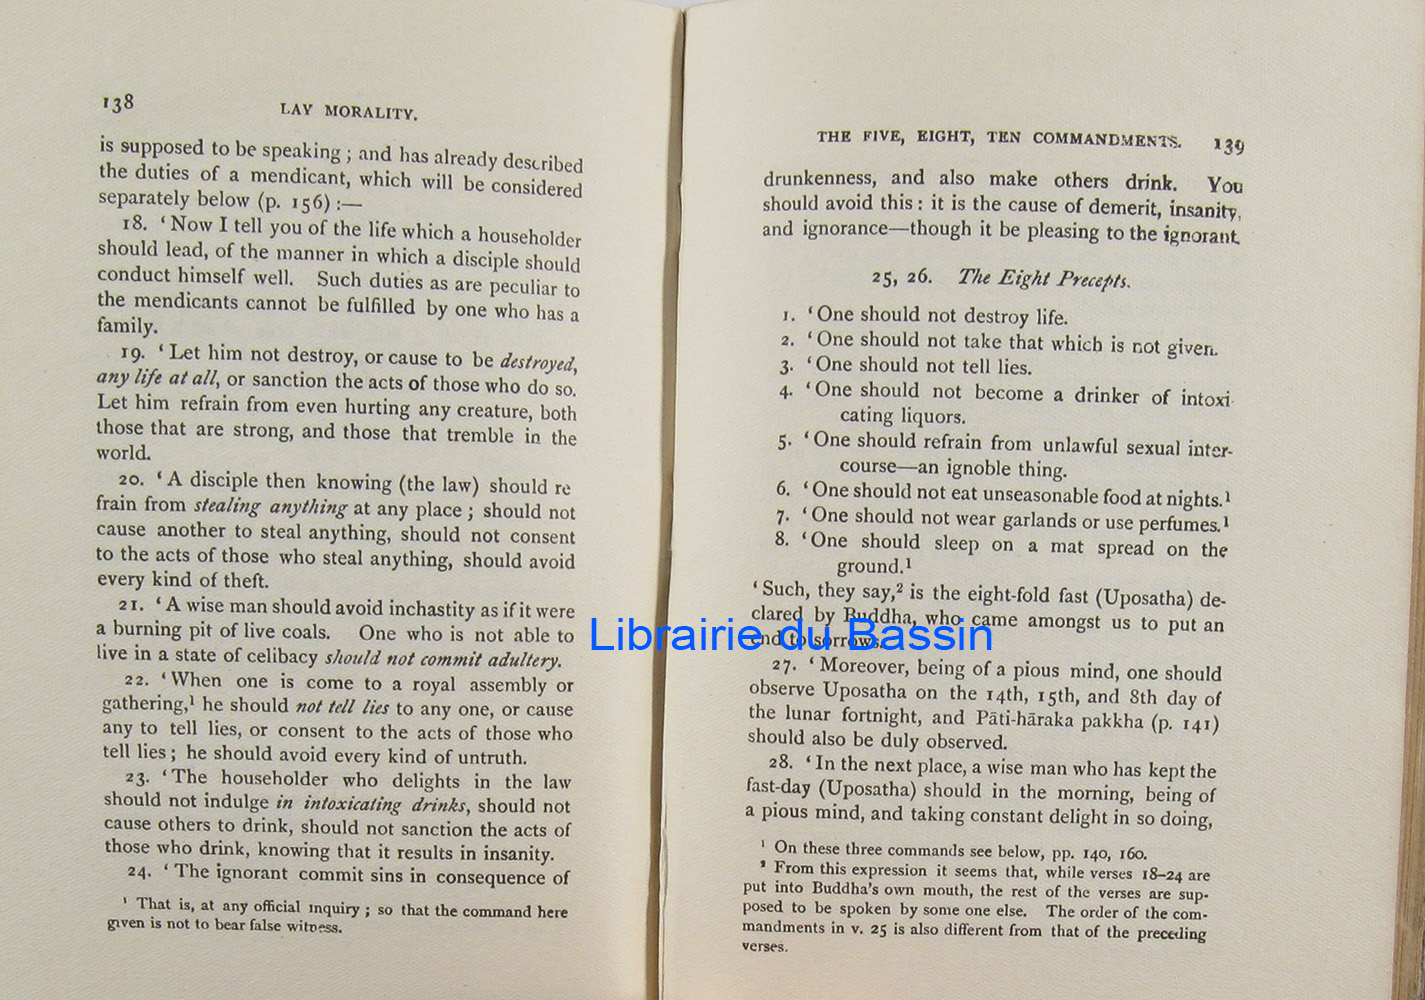 138
LAY MORALITY.
is supposed to be speaking ; and has already described
the duties of a mendicant, which will be considered
separately below (p. 156) :—
18. ‘ Now I tell you of the life which a householder
should lead, of the manner in which a disciple should
conduct himself well. Such duties as are peculiar to
the mendicants cannot be fulfilled by one who has a
family.
19. ‘ Let him not destroy, or cause to be destroyed,
any life at all, or sanction the acts of those who do so.
Let him refrain from even hurting any creature, both
those that are strong, and those that tremble in the
world.
20. ‘ A disciple then knowing (the law) should re
frain from stealing anything at any place ; should not
cause another to steal anything, should not consent
to the acts of those who steal anything, should avoid
every kind of theft.
21. ‘ A wise man should avoid inchastity as if it were
a burning pit of live coals. One who is not able to
live in a state of celibacy should not commit adultery.
22. ‘ When one is come to a royal assembly or
gathering,¹ he should not tell lies to any one, or cause
any to tell lies, or consent to the acts of those who
tell lies ; he should avoid every kind of untruth.
23. ‘ The householder who delights in the law
should not indulge in intoxicating drinks, should not
cause others to drink, should not sanction the acts of
those who drink, knowing that it results in insanity.
24. ‘ The ignorant commit sins in consequence of
¹ That is, at any official inquiry ; so that the command here
given is not to bear false witness.
THE FIVE, EIGHT, TEN COMMANDMENTS. 139
drunkenness, and also make others drink. You
should avoid this : it is the cause of demerit, insanity,
and ignorance—though it be pleasing to the ignorant.
25, 26. The Eight Precepts.
1. ‘ One should not destroy life.
2. ‘ One should not take that which is not given.
3. ‘ One should not tell lies.
4. ‘ One should not become a drinker of intoxi-
cating liquors.
5. ‘ One should refrain from unlawful sexual inter-
course—an ignoble thing.
6. ‘ One should not eat unseasonable food at nights.¹
7. ‘ One should not wear garlands or use perfumes.¹
8. ‘ One should sleep on a mat spread on the
ground.¹
‘ Such, they say,² is the eight-fold fast (Uposatha) de-
clared by Buddha, who came amongst us to put an
end to sorrows.
27. ‘ Moreover, being of a pious mind, one should
observe Uposatha on the 14th, 15th, and 8th day of
the lunar fortnight, and Pāti-hāraka pakkha (p. 141)
should also be duly observed.
28. ‘ In the next place, a wise man who has kept the
fast-day (Uposatha) should in the morning, being of
a pious mind, and taking constant delight in so doing,
¹ On these three commands see below, pp. 140, 160.
² From this expression it seems that, while verses 18–24 are
put into Buddha’s own mouth, the rest of the verses are sup-
posed to be spoken by some one else. The order of the com-
mandments in v. 25 is also different from that of the preceding
verses.
Librairie du Bassin